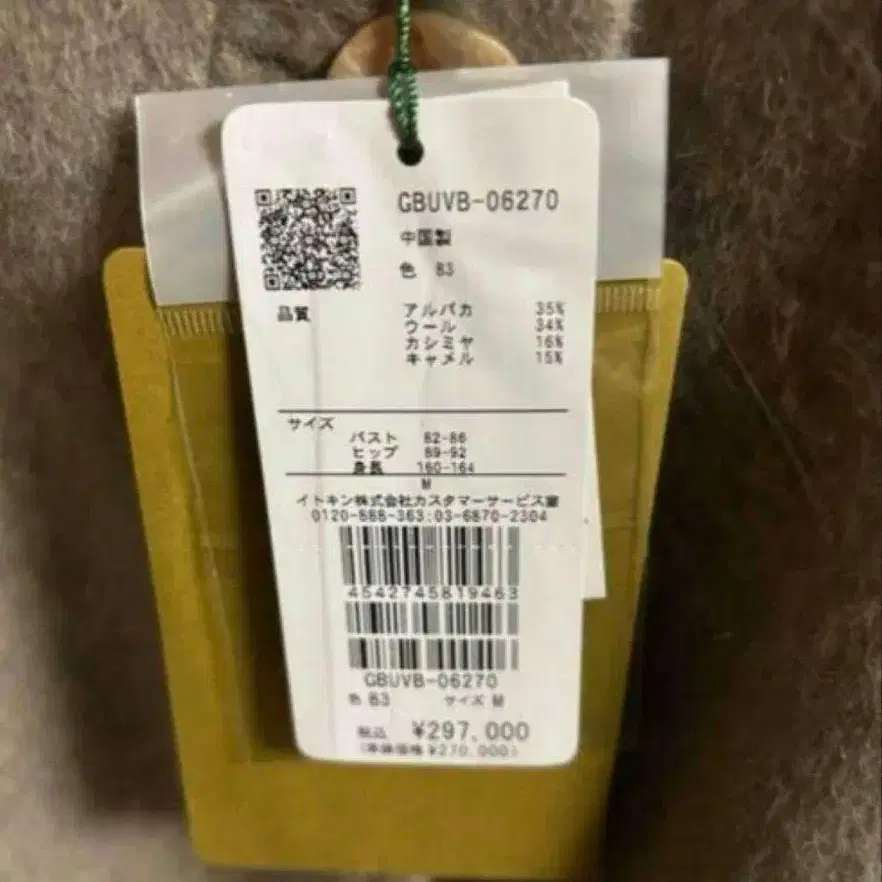 GBUVB-06270
中国製
色 83
品質 アルパカ 35%
ウール 34%
カシミヤ 16%
キャメル 15%
サイズ
バスト 82-86
ヒップ 89-92
身長 160-164
M
イトキン株式会社カスタマーサービス室
0120-888-363:03-6870-2304
4542745819463
GBUVB-06270
色 83 サイズ M
税込 ¥297,000
(本体価格 ¥270,000)